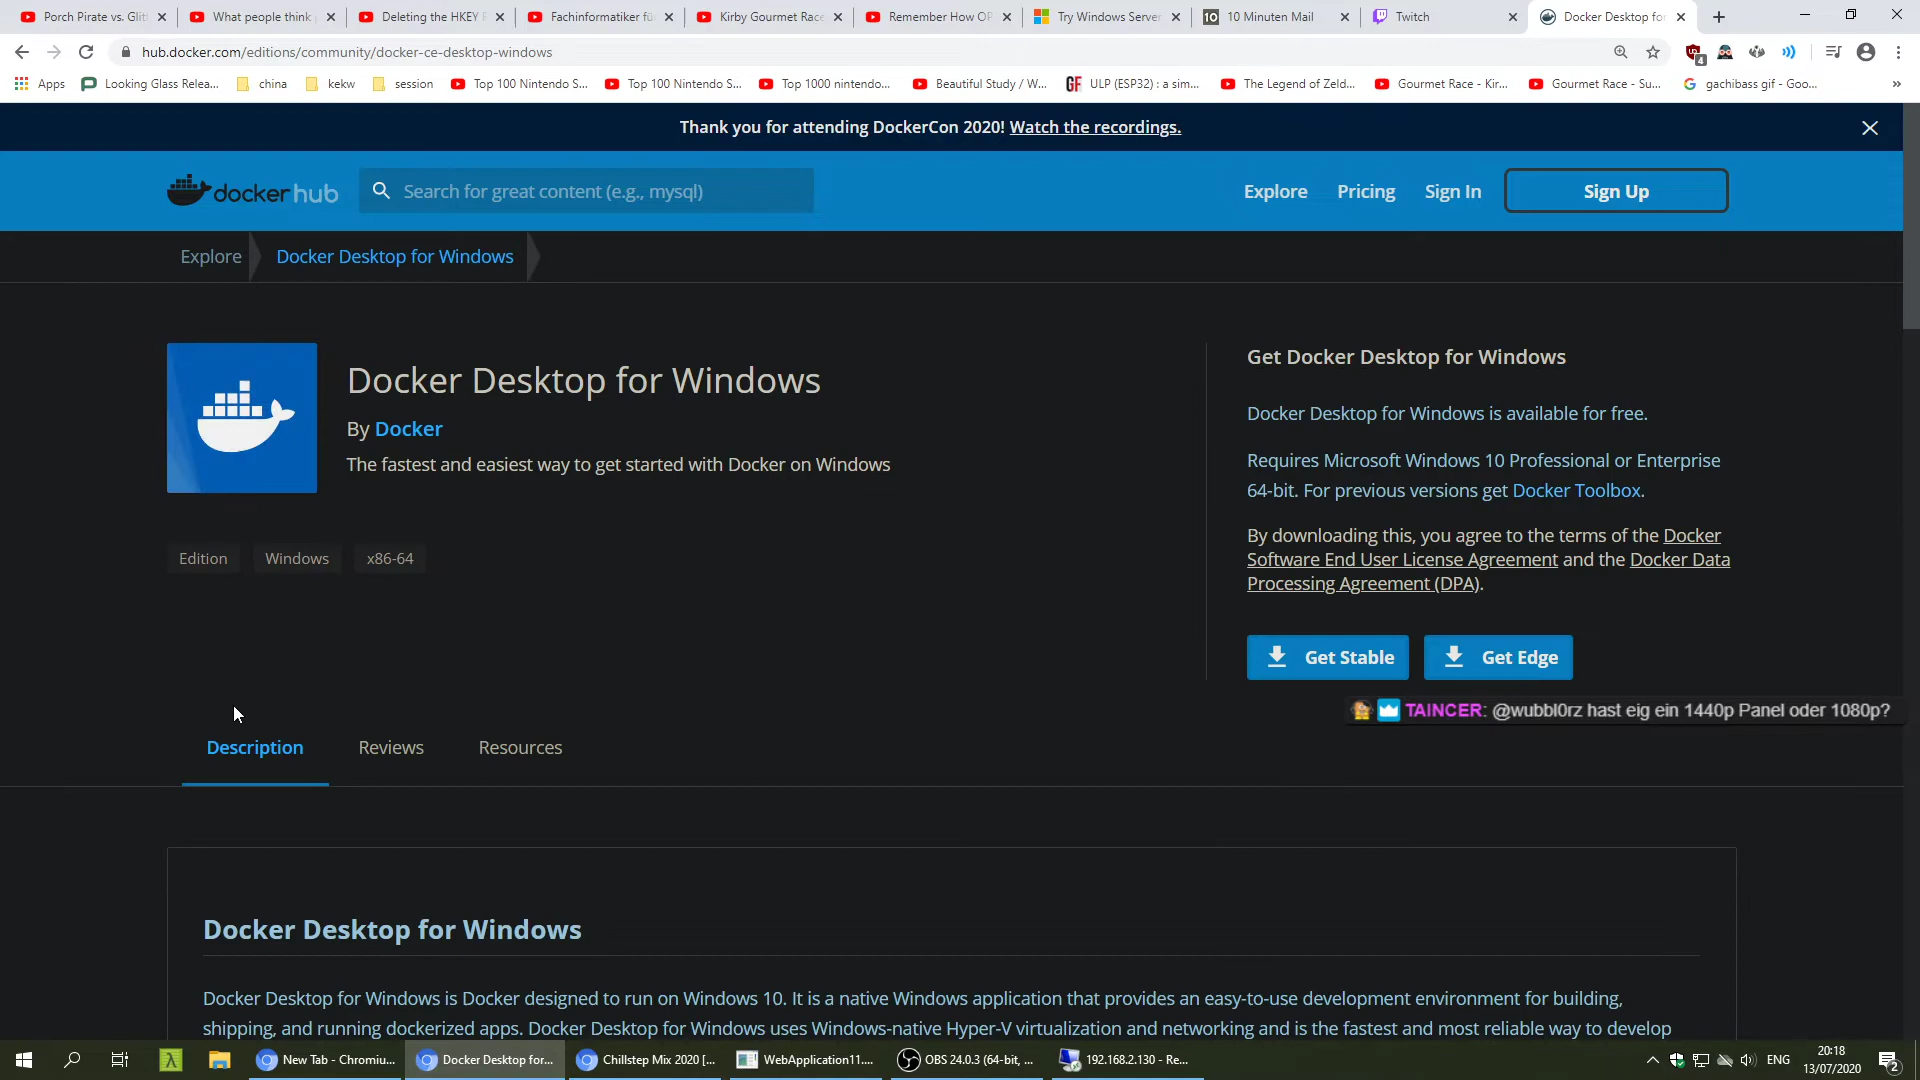 Porch Pirate vs. Glit
What people think
Deleting the HKEY
Fachinformatiker fü
Kirby Gourmet Race
Remember How OP
Try Windows Server
10 10 Minuten Mail
Twitch
Docker Desktop for
hub.docker.com/editions/community/docker-ce-desktop-windows
4
Apps
Looking Glass Relea...
china
kekw
session
Top 100 Nintendo S...
Top 100 Nintendo S...
Top 1000 nintendo...
Beautiful Study / W...
GF ULP (ESP32) : a sim...
The Legend of Zeld...
Gourmet Race - Kir...
Gourmet Race - Su...
gachibass gif - Goo...
»
Thank you for attending DockerCon 2020! Watch the recordings.
dockerhub
Search for great content (e.g., mysql)
Explore
Pricing
Sign In
Sign Up
Explore
Docker Desktop for Windows
Docker Desktop for Windows
By Docker
The fastest and easiest way to get started with Docker on Windows
Edition
Windows
x86-64
Get Docker Desktop for Windows
Docker Desktop for Windows is available for free.
Requires Microsoft Windows 10 Professional or Enterprise
64-bit. For previous versions get Docker Toolbox.
By downloading this, you agree to the terms of the Docker
Software End User License Agreement and the Docker Data
Processing Agreement (DPA).
Get Stable
Get Edge
TAINCER: @wubbl0rz hast eig ein 1440p Panel oder 1080p?
Description
Reviews
Resources
Docker Desktop for Windows
Docker Desktop for Windows is Docker designed to run on Windows 10. It is a native Windows application that provides an easy-to-use development environment for building,
shipping, and running dockerized apps. Docker Desktop for Windows uses Windows-native Hyper-V virtualization and networking and is the fastest and most reliable way to develop
New Tab - Chromiu...
Docker Desktop for...
Chillstep Mix 2020 [...
WebApplication11....
OBS 24.0.3 (64-bit, ...
192.168.2.130 - Re...
ENG
20:18
13/07/2020
2